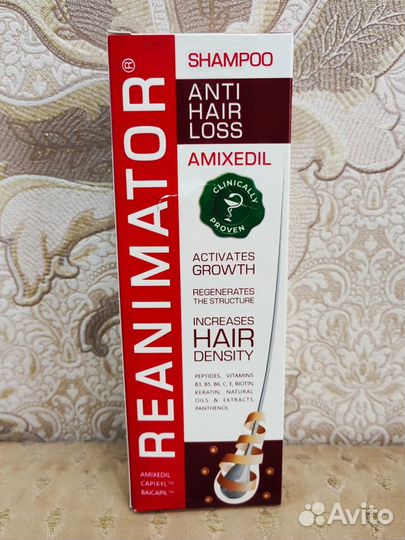 REANIMATOR®
SHAMPOO
ANTI
HAIR
LOSS
AMIXEDIL
CLINICALLY
PROVEN
ACTIVATES
GROWTH
REGENERATES
THE STRUCTURE
INCREASES
HAIR
DENSITY
PEPTIDES, VITAMINS
B3, B5, B6, C, E, BIOTIN,
KERATIN, NATURAL
OILS & EXTRACTS,
PANTHENOL
AMIXEDIL
CAPIXYL™
BAICAPIL™
Avito